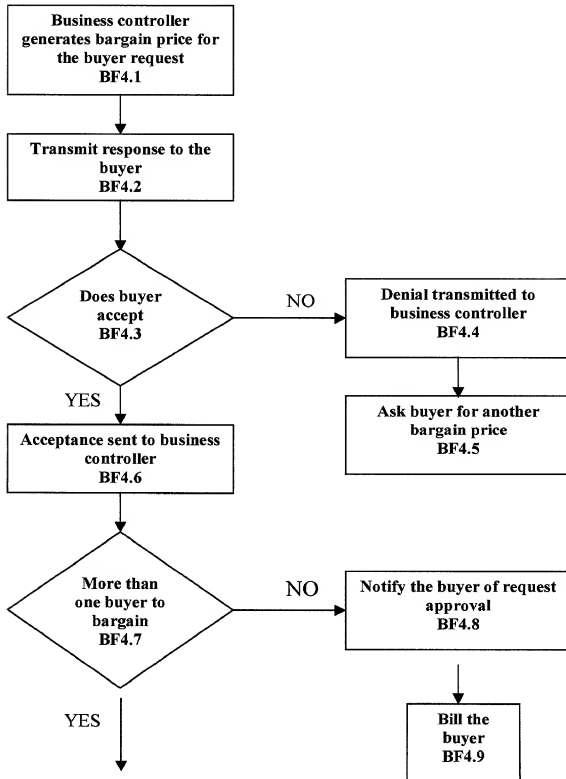 Business controller
generates bargain price for
the buyer request
BF4.1
Transmit response to the
buyer
BF4.2
Does buyer
accept
BF4.3
NO
Denial transmitted to
business controller
BF4.4
YES
Ask buyer for another
bargain price
BF4.5
Acceptance sent to business
controller
BF4.6
More than
one buyer to
bargain
BF4.7
NO
Notify the buyer of request
approval
BF4.8
YES
Bill the
buyer
BF4.9